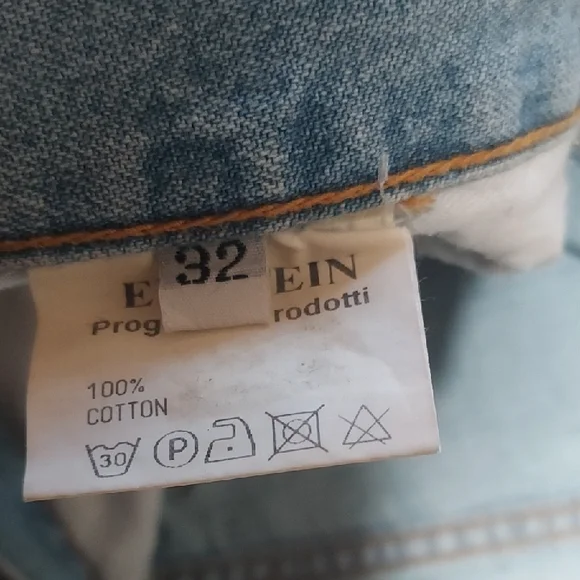 32
E EIN
Prog rodotti
100%
COTTON
30 P